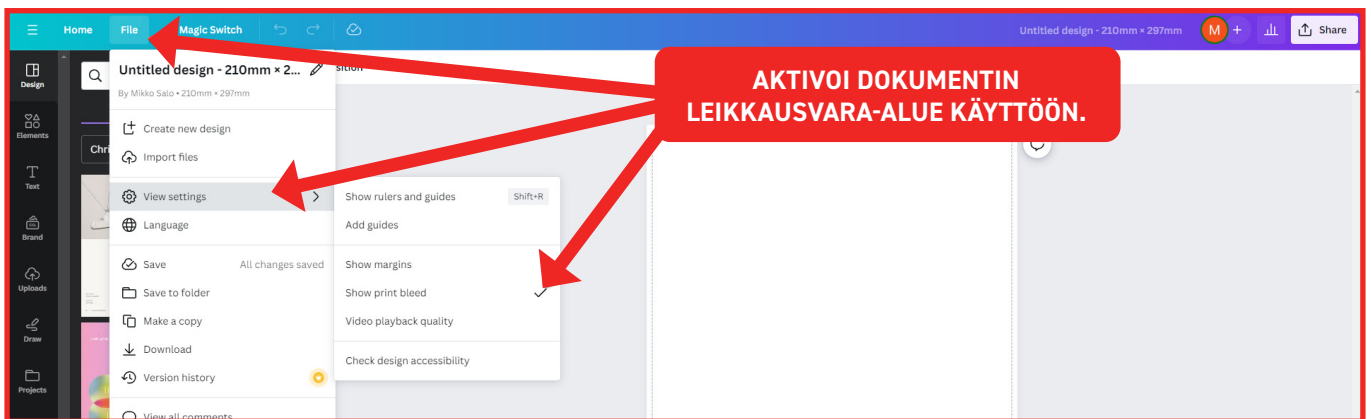 Home File Magic Switch Untitled design - 210mm × 297mm M + Share
Design
Elements
Text
Brand
Uploads
Draw
Projects
Chri
Untitled design - 210mm × 2...
By Mikko Salo • 210mm × 297mm
Create new design
Import files
View settings
Language
Save All changes saved
Save to folder
Make a copy
Download
Version history
View all comments
Show rulers and guides Shift+R
Add guides
Show margins
Show print bleed
Video playback quality
Check design accessibility
AKTIVOI DOKUMENTIN
LEIKKAUSVARA-ALUE KÄYTTÖÖN.